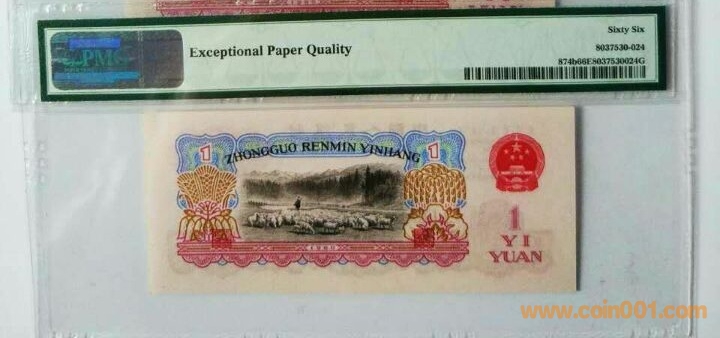 Sixty Six
PMG
Exceptional Paper Quality
8037530-024
874b66E8037530024G
1 ZHONGGUO RENMIN YINHANG 1
1
YI
YUAN
1960
www.coin001.com